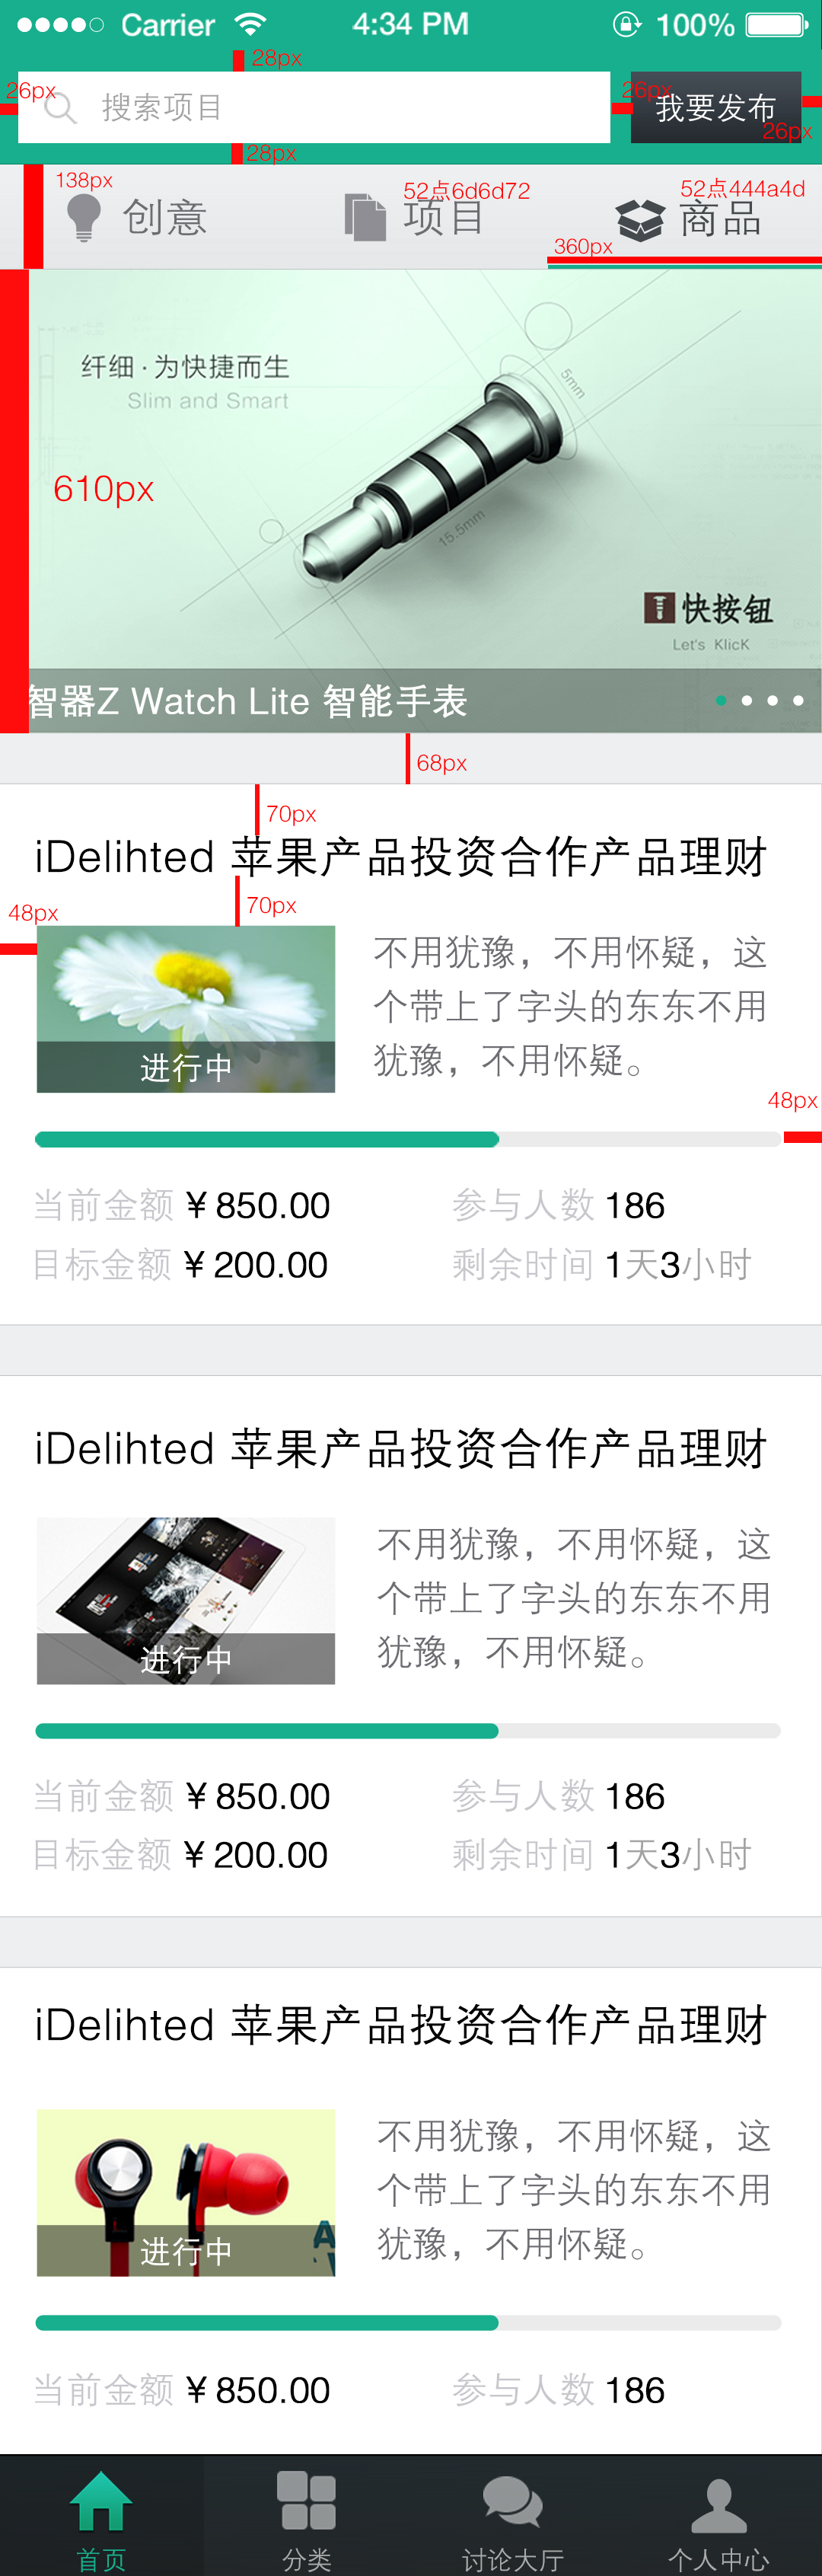 Carrier 4:34 PM 100%
28px
26px 搜索项目 26px 我要发布 26px
28px
138px 创意 52点6d6d72 项目 52点444a4d 商品
360px
纤细·为快捷而生
Slim and Smart
5mm
15.5mm
610px
快按钮
Let's KlicK
智器Z Watch Lite 智能手表
68px
70px
iDelihted 苹果产品投资合作产品理财
70px
48px
不用犹豫，不用怀疑，这
个带上了字头的东东不用
犹豫，不用怀疑。
进行中
48px
当前金额 ¥850.00 参与人数 186
目标金额 ¥200.00 剩余时间 1天3小时
iDelihted 苹果产品投资合作产品理财
不用犹豫，不用怀疑，这
个带上了字头的东东不用
犹豫，不用怀疑。
进行中
当前金额 ¥850.00 参与人数 186
目标金额 ¥200.00 剩余时间 1天3小时
iDelihted 苹果产品投资合作产品理财
不用犹豫，不用怀疑，这
个带上了字头的东东不用
犹豫，不用怀疑。
进行中
当前金额 ¥850.00 参与人数 186
首页 分类 讨论大厅 个人中心